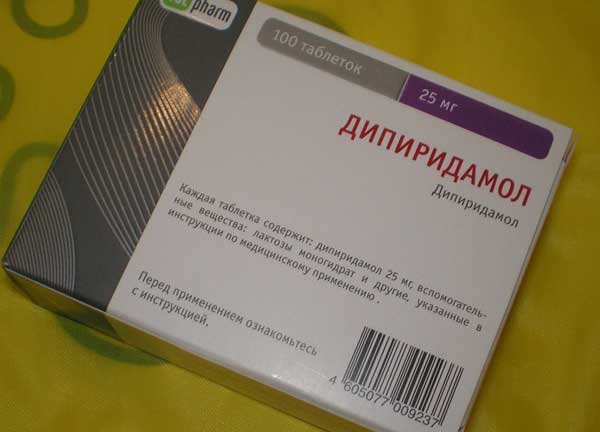 pharm
100 таблеток
25 мг
ДИПИРИДАМОЛ
Дипиридамол
Каждая таблетка содержит: дипиридамол 25 мг, вспомогатель-
ные вещества: лактозы моногидрат и другие, указанные в
инструкции по медицинскому применению .
Перед применением ознакомьтесь
с инструкцией.
4 605077 009237